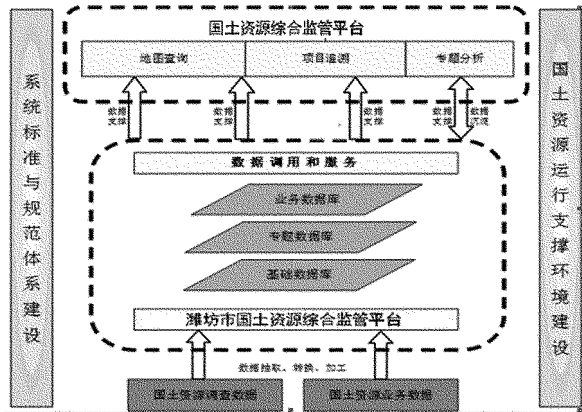 国土资源综合监管平台
地图查询 项目追溯 专题分析
数据支撑 数据支撑 数据支撑 数据支撑 数据
数据调用和服务
业务数据库
专题数据库
基础数据库
潍坊市国土资源综合监管平台
数据抽取、转换、加工
国土资源调查数据 国土资源业务数据
系统标准与规范体系建设
国土资源运行支撑环境建设